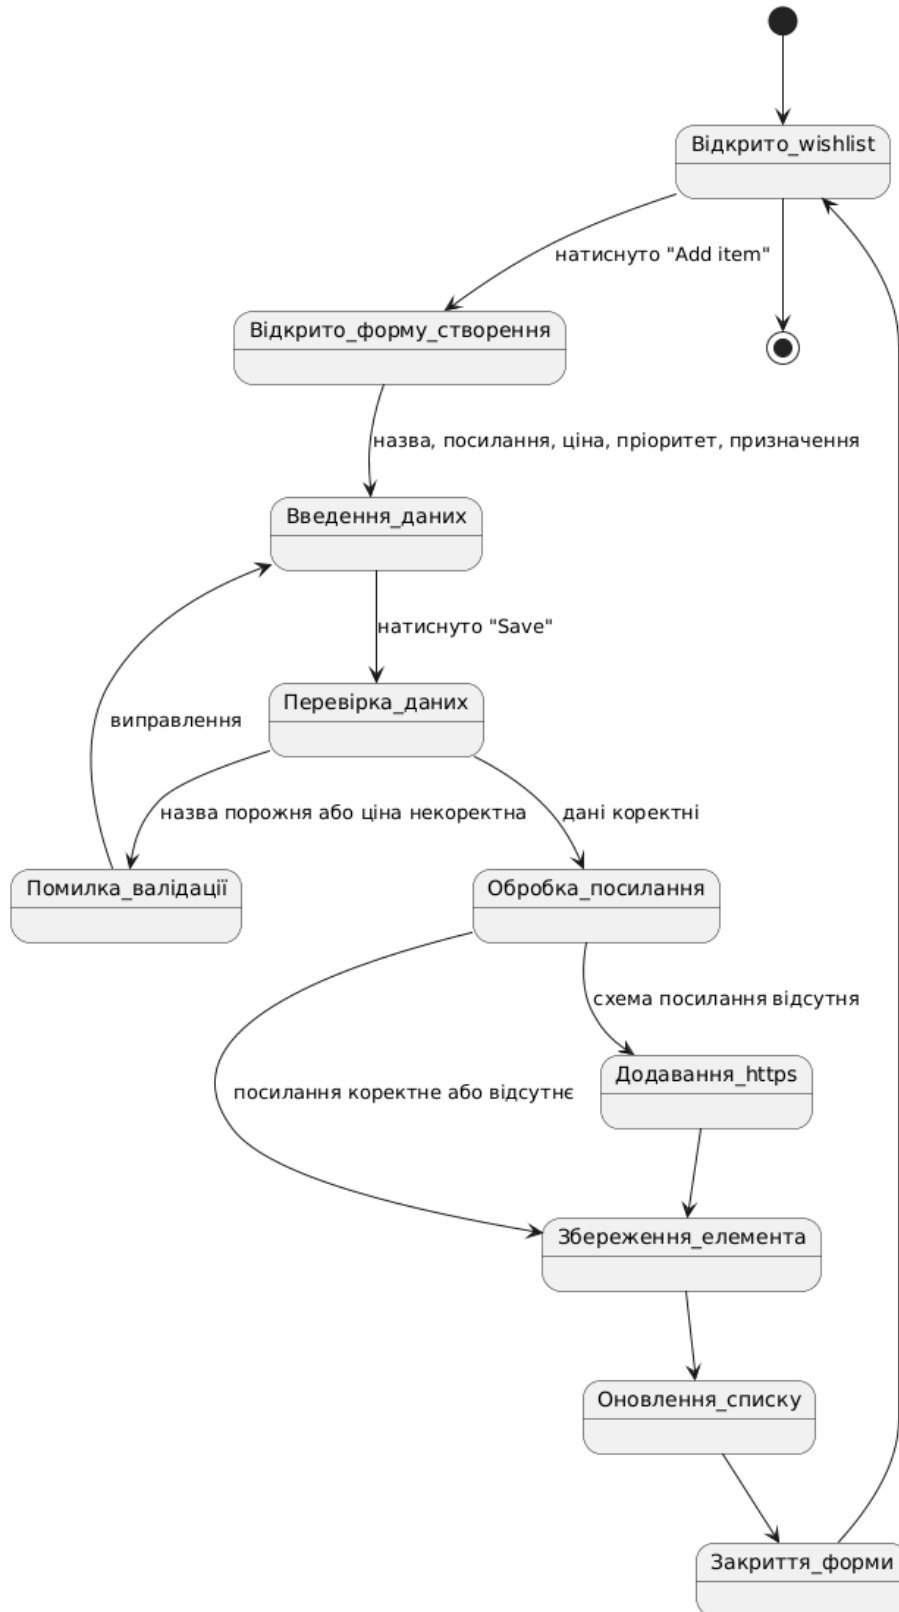 Відкрито_wishlist
натиснуто "Add item"
Відкрито_форму_створення
назва, посилання, ціна, пріоритет, призначення
Введення_даних
натиснуто "Save"
Перевірка_даних
виправлення
назва порожня або ціна некоректна
дані коректні
Помилка_валідації
Обробка_посилання
схема посилання відсутня
Додавання_https
посилання коректне або відсутнє
Збереження_елемента
Оновлення_списку
Закриття_форми